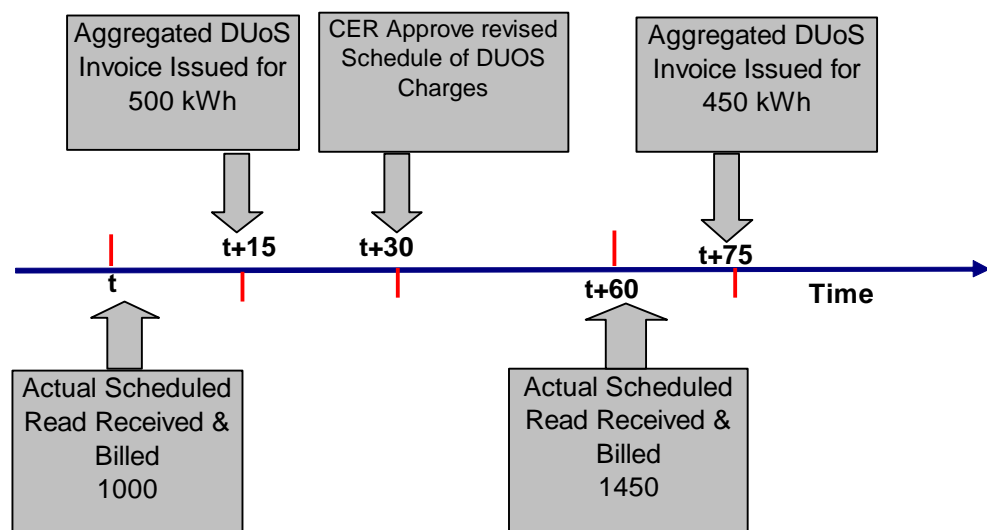 Aggregated DUoS
Invoice Issued for
500 kWh
CER Approve revised
Schedule of DUOS
Charges
Aggregated DUoS
Invoice Issued for
450 kWh
t+15
t+30
t+75
t
t+60
Time
Actual Scheduled
Read Received &
Billed
1000
Actual Scheduled
Read Received &
Billed
1450